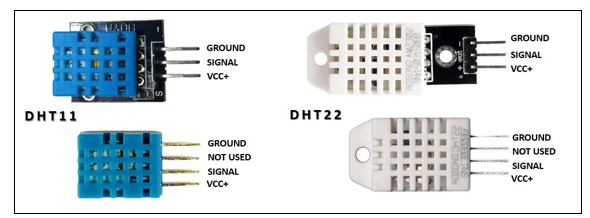 GROUND
SIGNAL
VCC+
S
GROUND
SIGNAL
VCC+
DHT11
DHT22
GROUND
NOT USED
SIGNAL
VCC+
GROUND
NOT USED
SIGNAL
VCC+